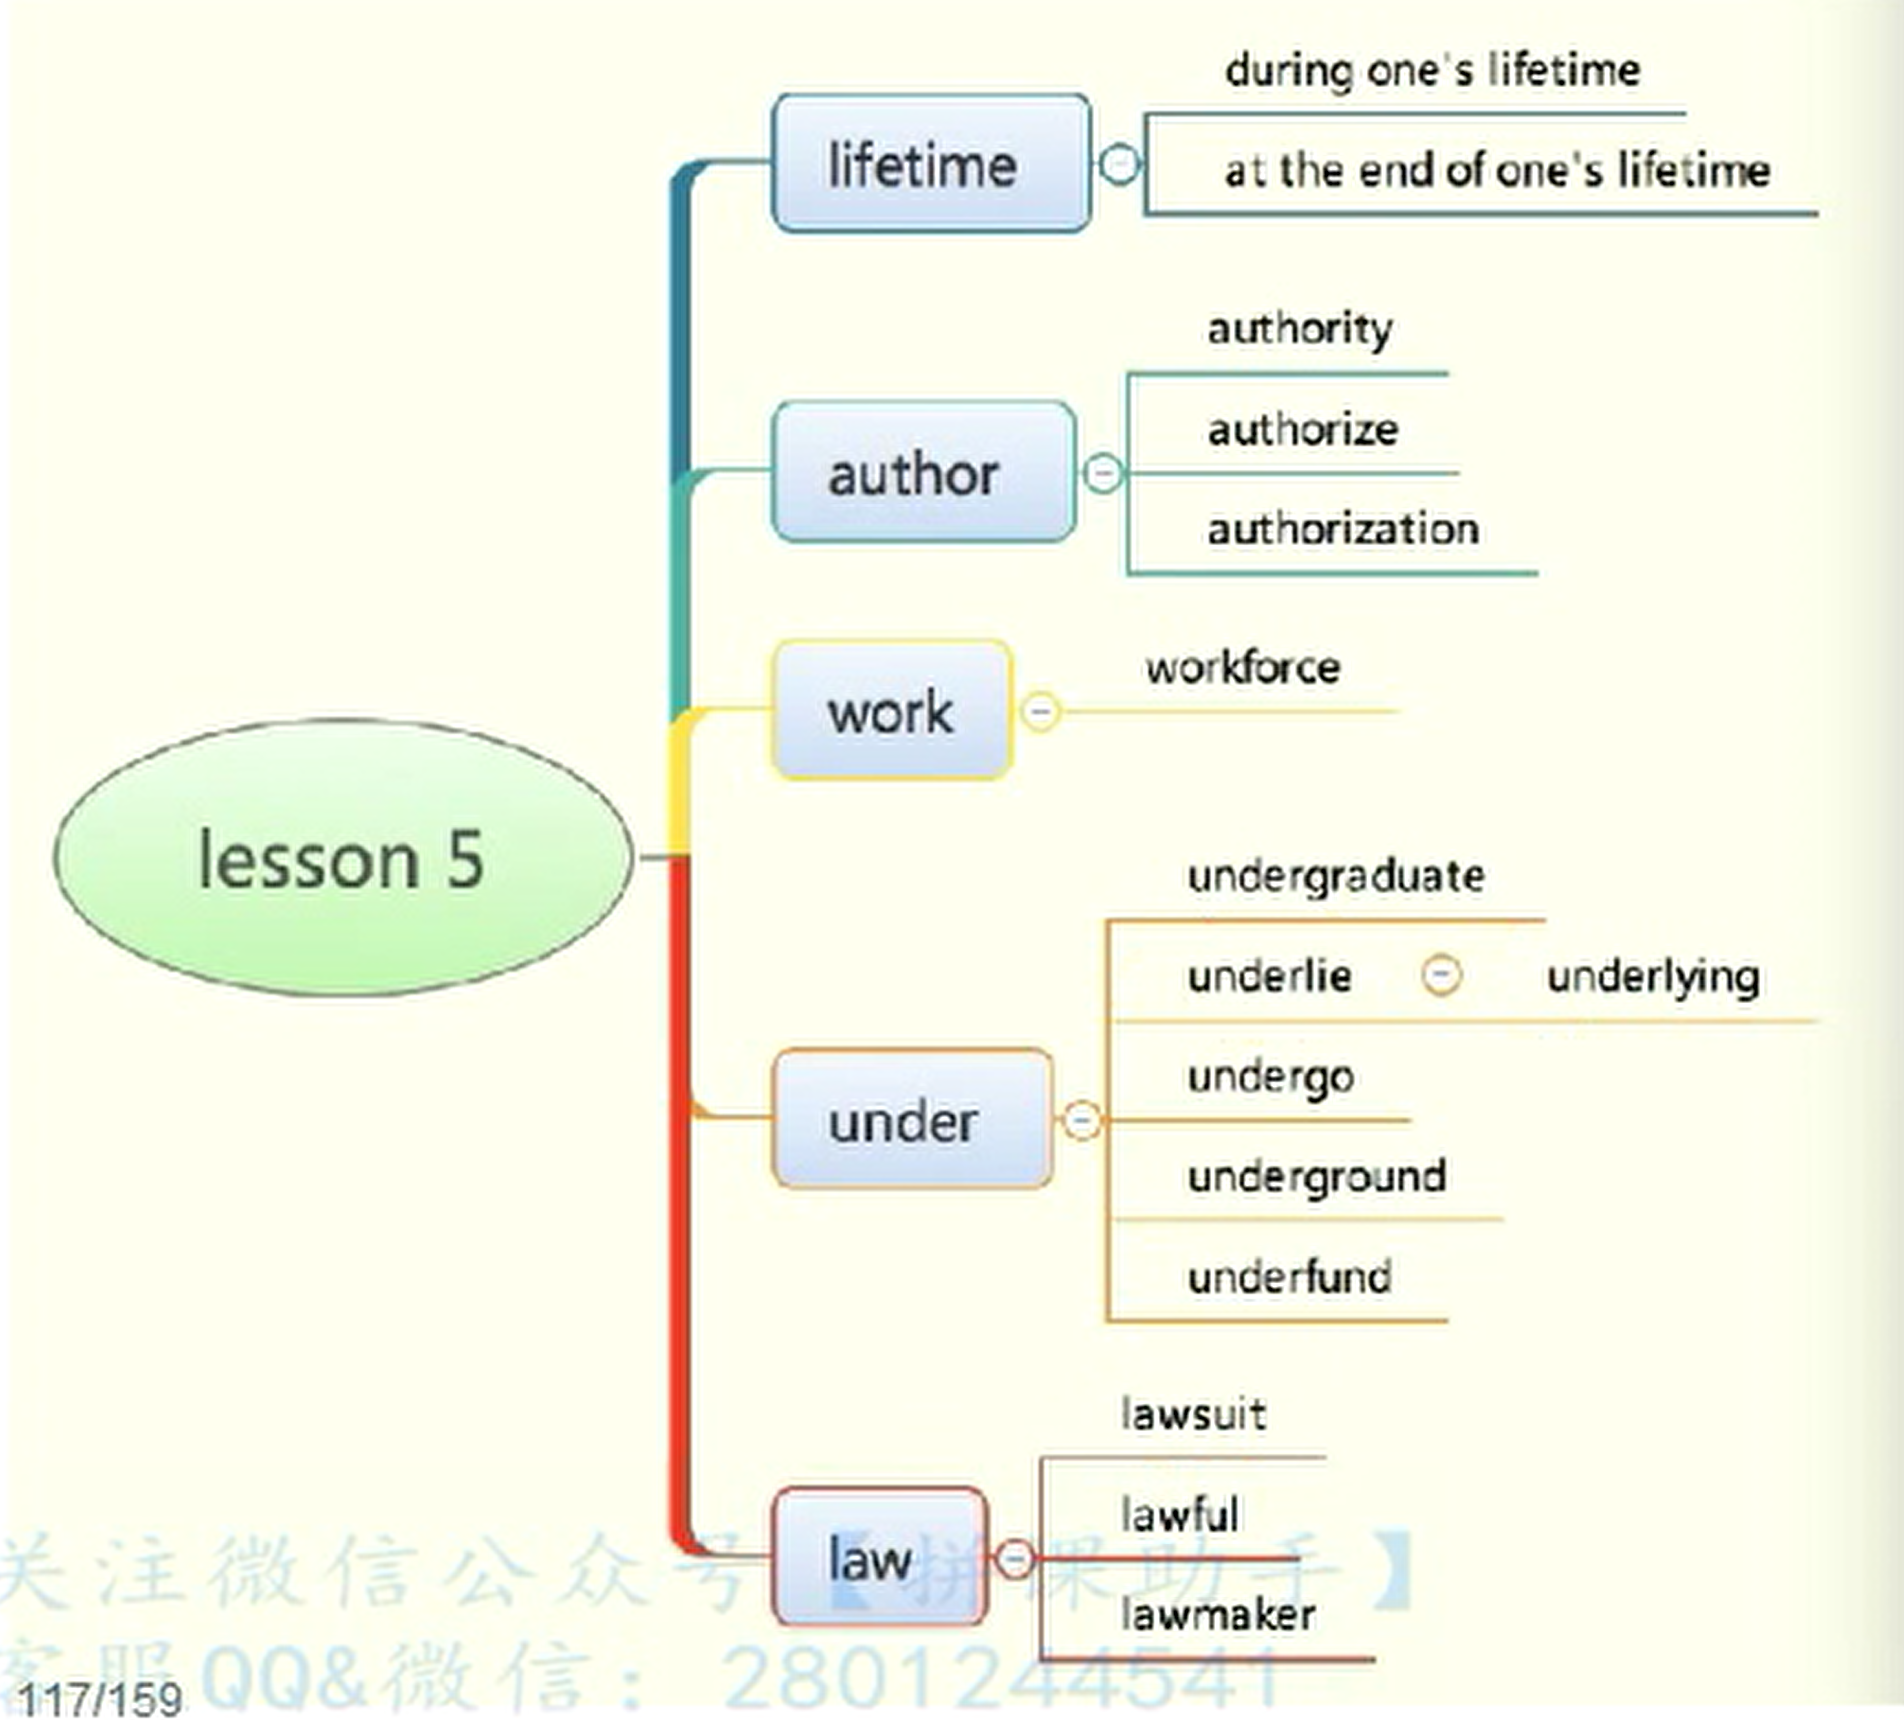 during one's lifetime
lifetime
at the end of one's lifetime
authority
author
authorize
authorization
work
workforce
lesson 5
undergraduate
underlie
underlying
undergo
under
underground
underfund
lawsuit
law
lawful
lawmaker
关注微信公众号【拼课助手】
客服QQ&微信：2801244541
117/159